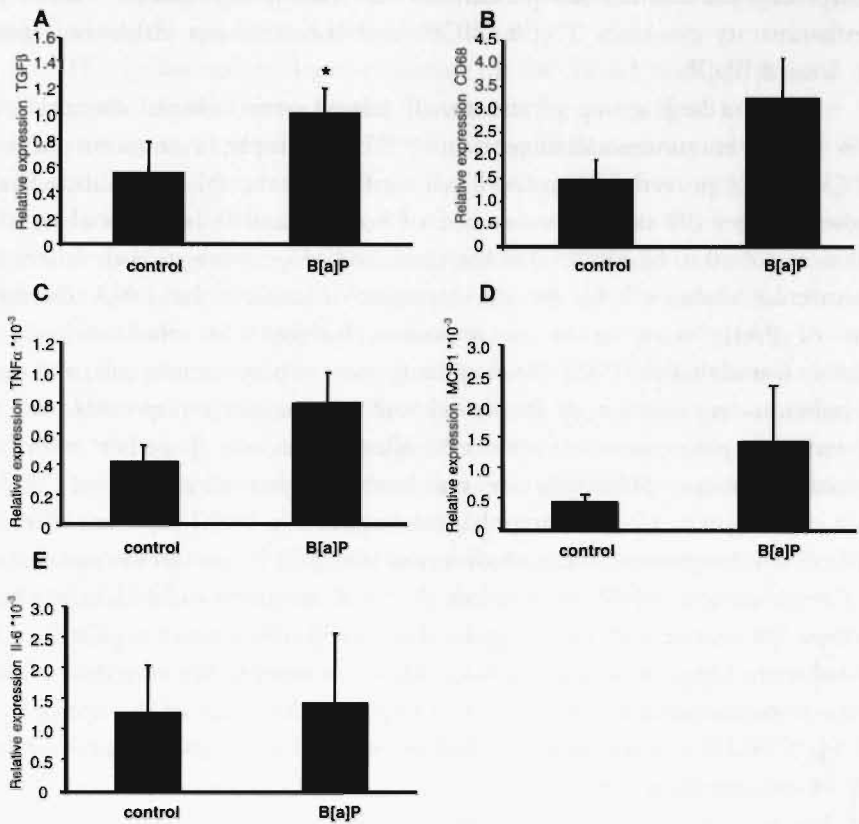 A
Relative expression TGFβ
1.6
1.4
1.2
1.0
0.8
0.6
0.4
0.2
0
*
control
B[a]P
B
Relative expression CD68
4.5
4.0
3.5
3.0
2.5
2.0
1.5
1.0
0.5
0
control
B[a]P
C
Relative expression TNFα *10⁻³
1.2
1.0
0.8
0.6
0.4
0.2
0
control
B[a]P
D
Relative expression MCP1 *10⁻³
3.0
2.5
2.0
1.5
1.0
0.5
0
control
B[a]P
E
Relative expression Il-6 *10⁻³
3.0
2.5
2.0
1.5
1.0
0.5
0
control
B[a]P